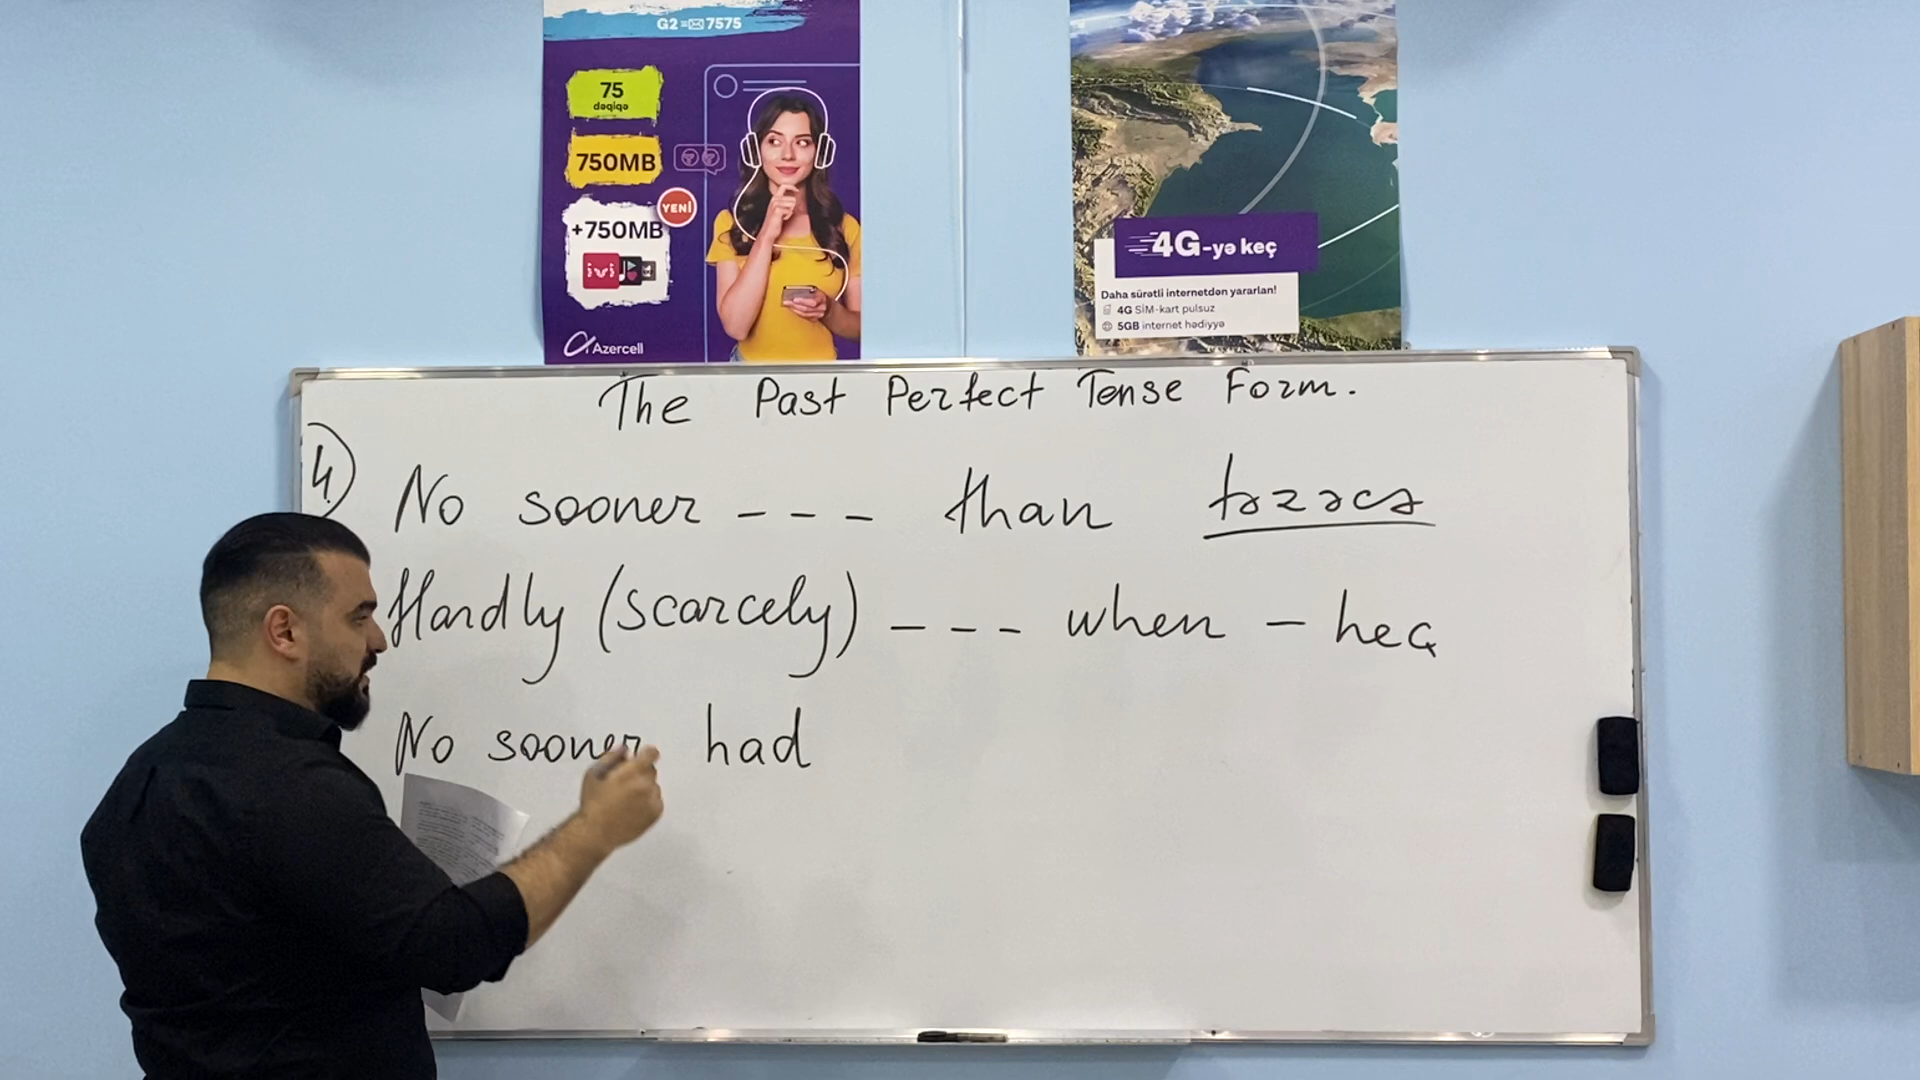 G2 = 7575
75
dəqiqə
750MB
YENİ
+750MB
ivi
Azercell
4G-yə keç
Daha sürətli internetdən yararlan!
4G SİM-kart pulsuz
5GB internet hədiyyə
The Past Perfect Tense Form.
4
No sooner - - - than təzəcə
Hardly (scarcely) - - - when - heç
No sooner had